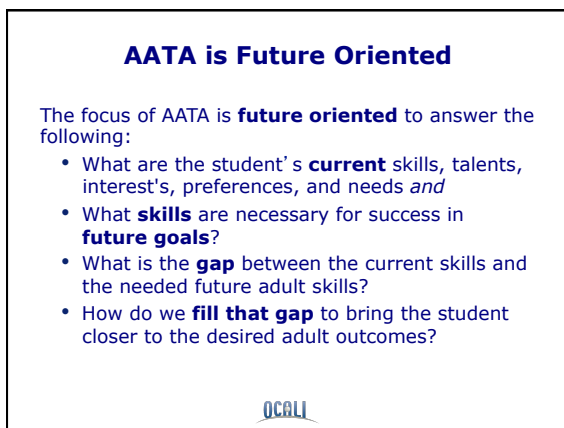 AATA is Future Oriented
The focus of AATA is future oriented to answer the
following:
• What are the student's current skills, talents,
interest's, preferences, and needs and
• What skills are necessary for success in
future goals?
• What is the gap between the current skills and
the needed future adult skills?
• How do we fill that gap to bring the student
closer to the desired adult outcomes?
OCALI